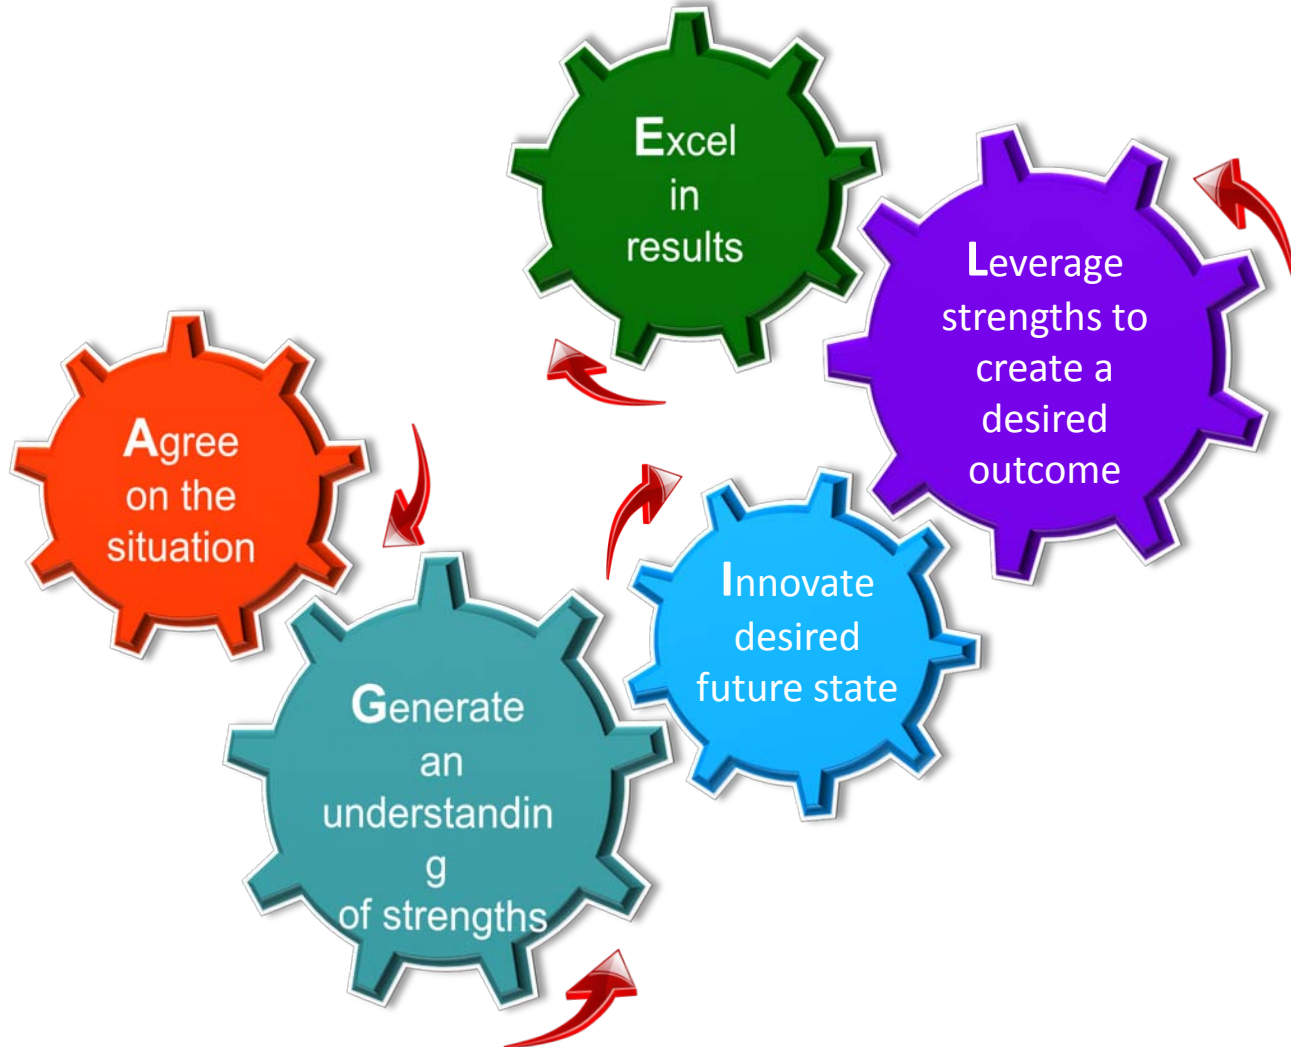 Agree
on the
situation
Generate
an
understandin
g
of strengths
Innovate
desired
future state
Leverage
strengths to
create a
desired
outcome
Excel
in
results